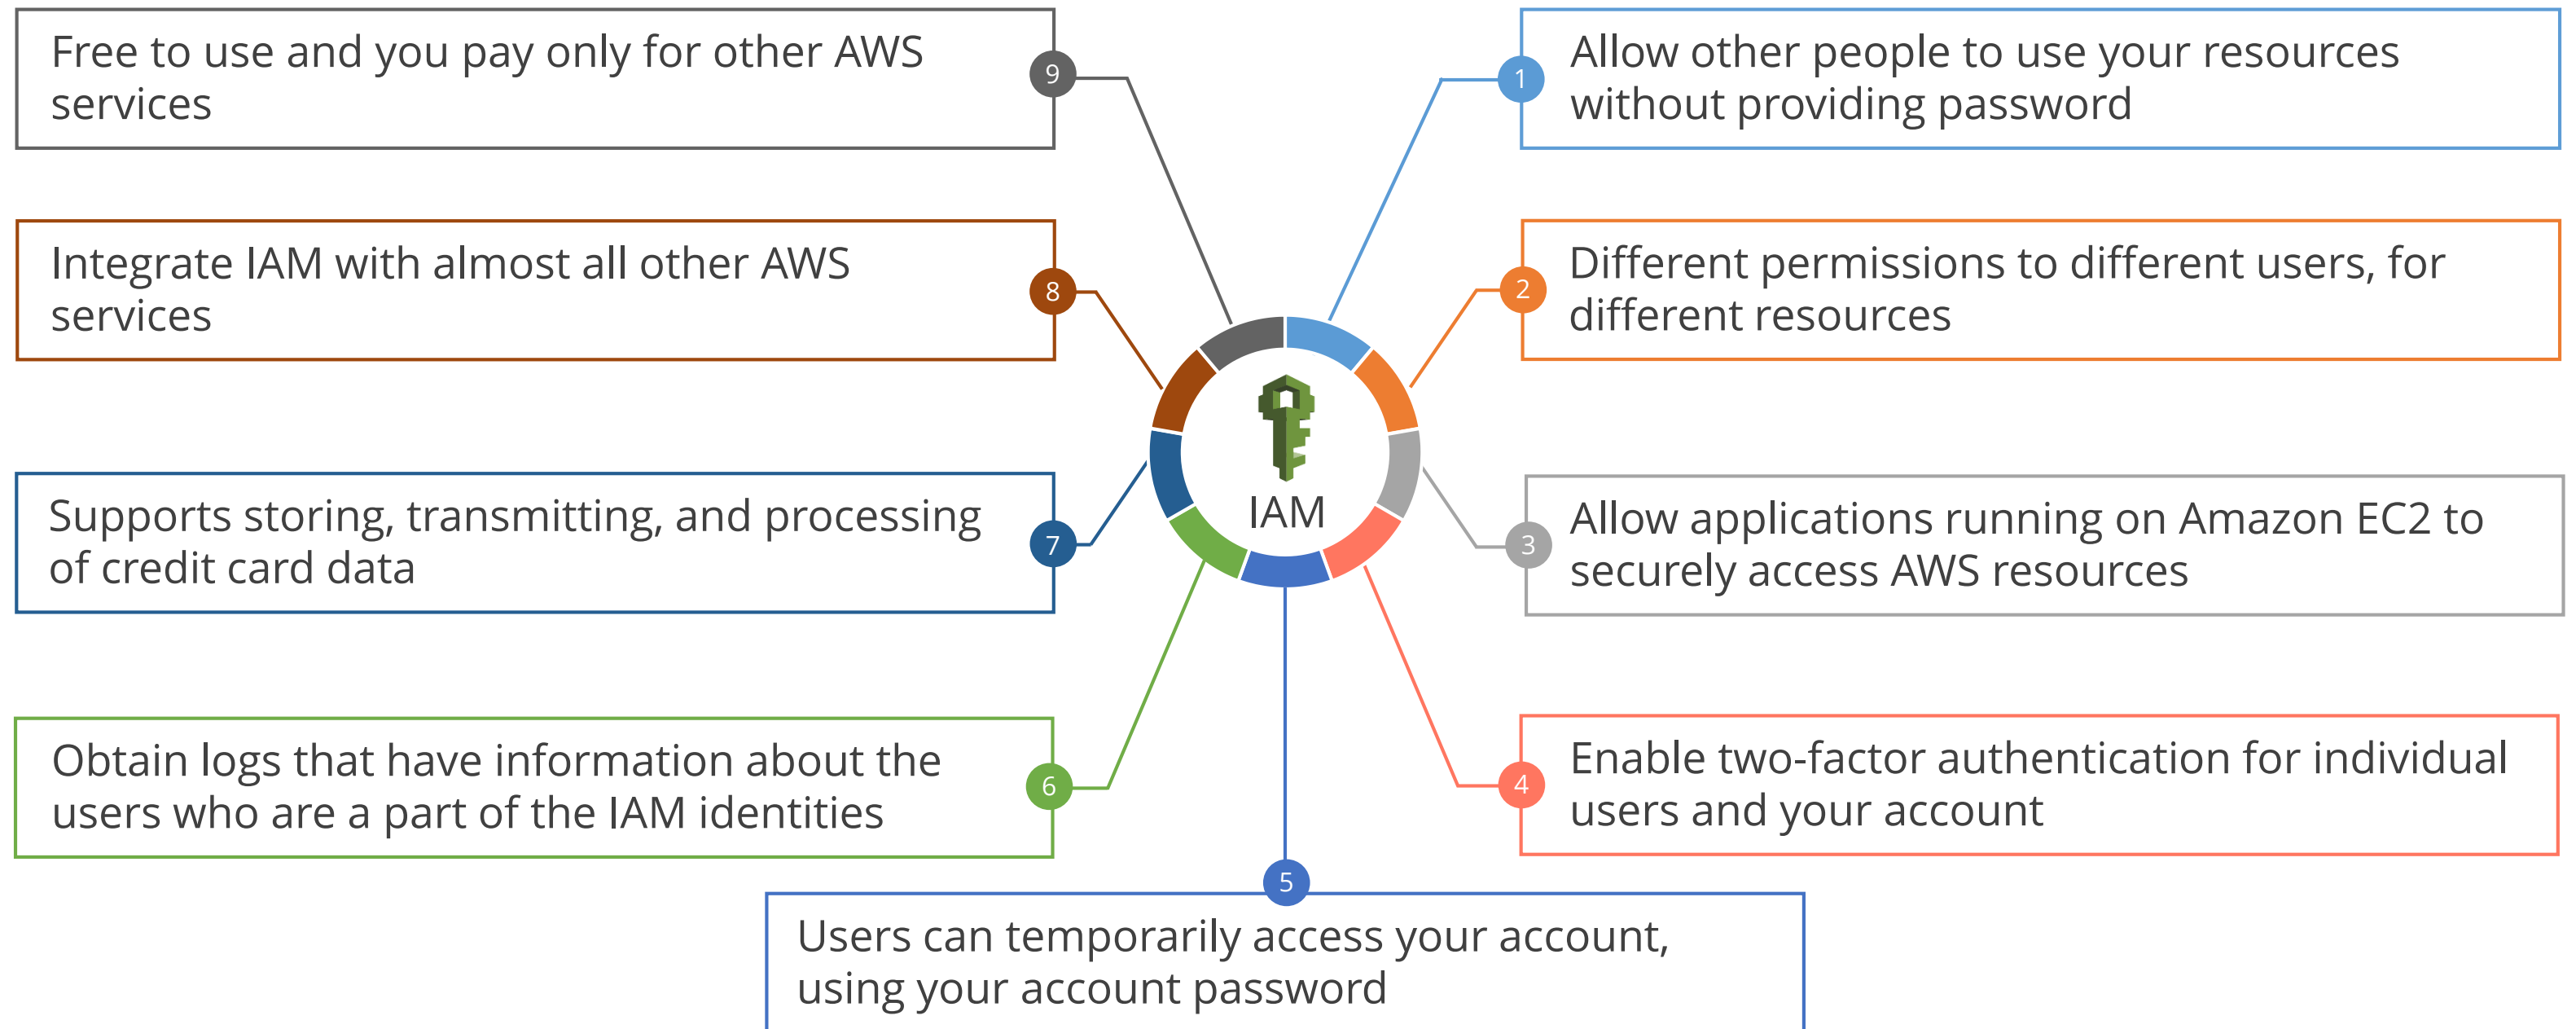 Free to use and you pay only for other AWS
services
9
1
Allow other people to use your resources
without providing password
Integrate IAM with almost all other AWS
services
8
2
Different permissions to different users, for
different resources
IAM
Supports storing, transmitting, and processing
of credit card data
7
3
Allow applications running on Amazon EC2 to
securely access AWS resources
Obtain logs that have information about the
users who are a part of the IAM identities
6
4
Enable two-factor authentication for individual
users and your account
5
Users can temporarily access your account,
using your account password